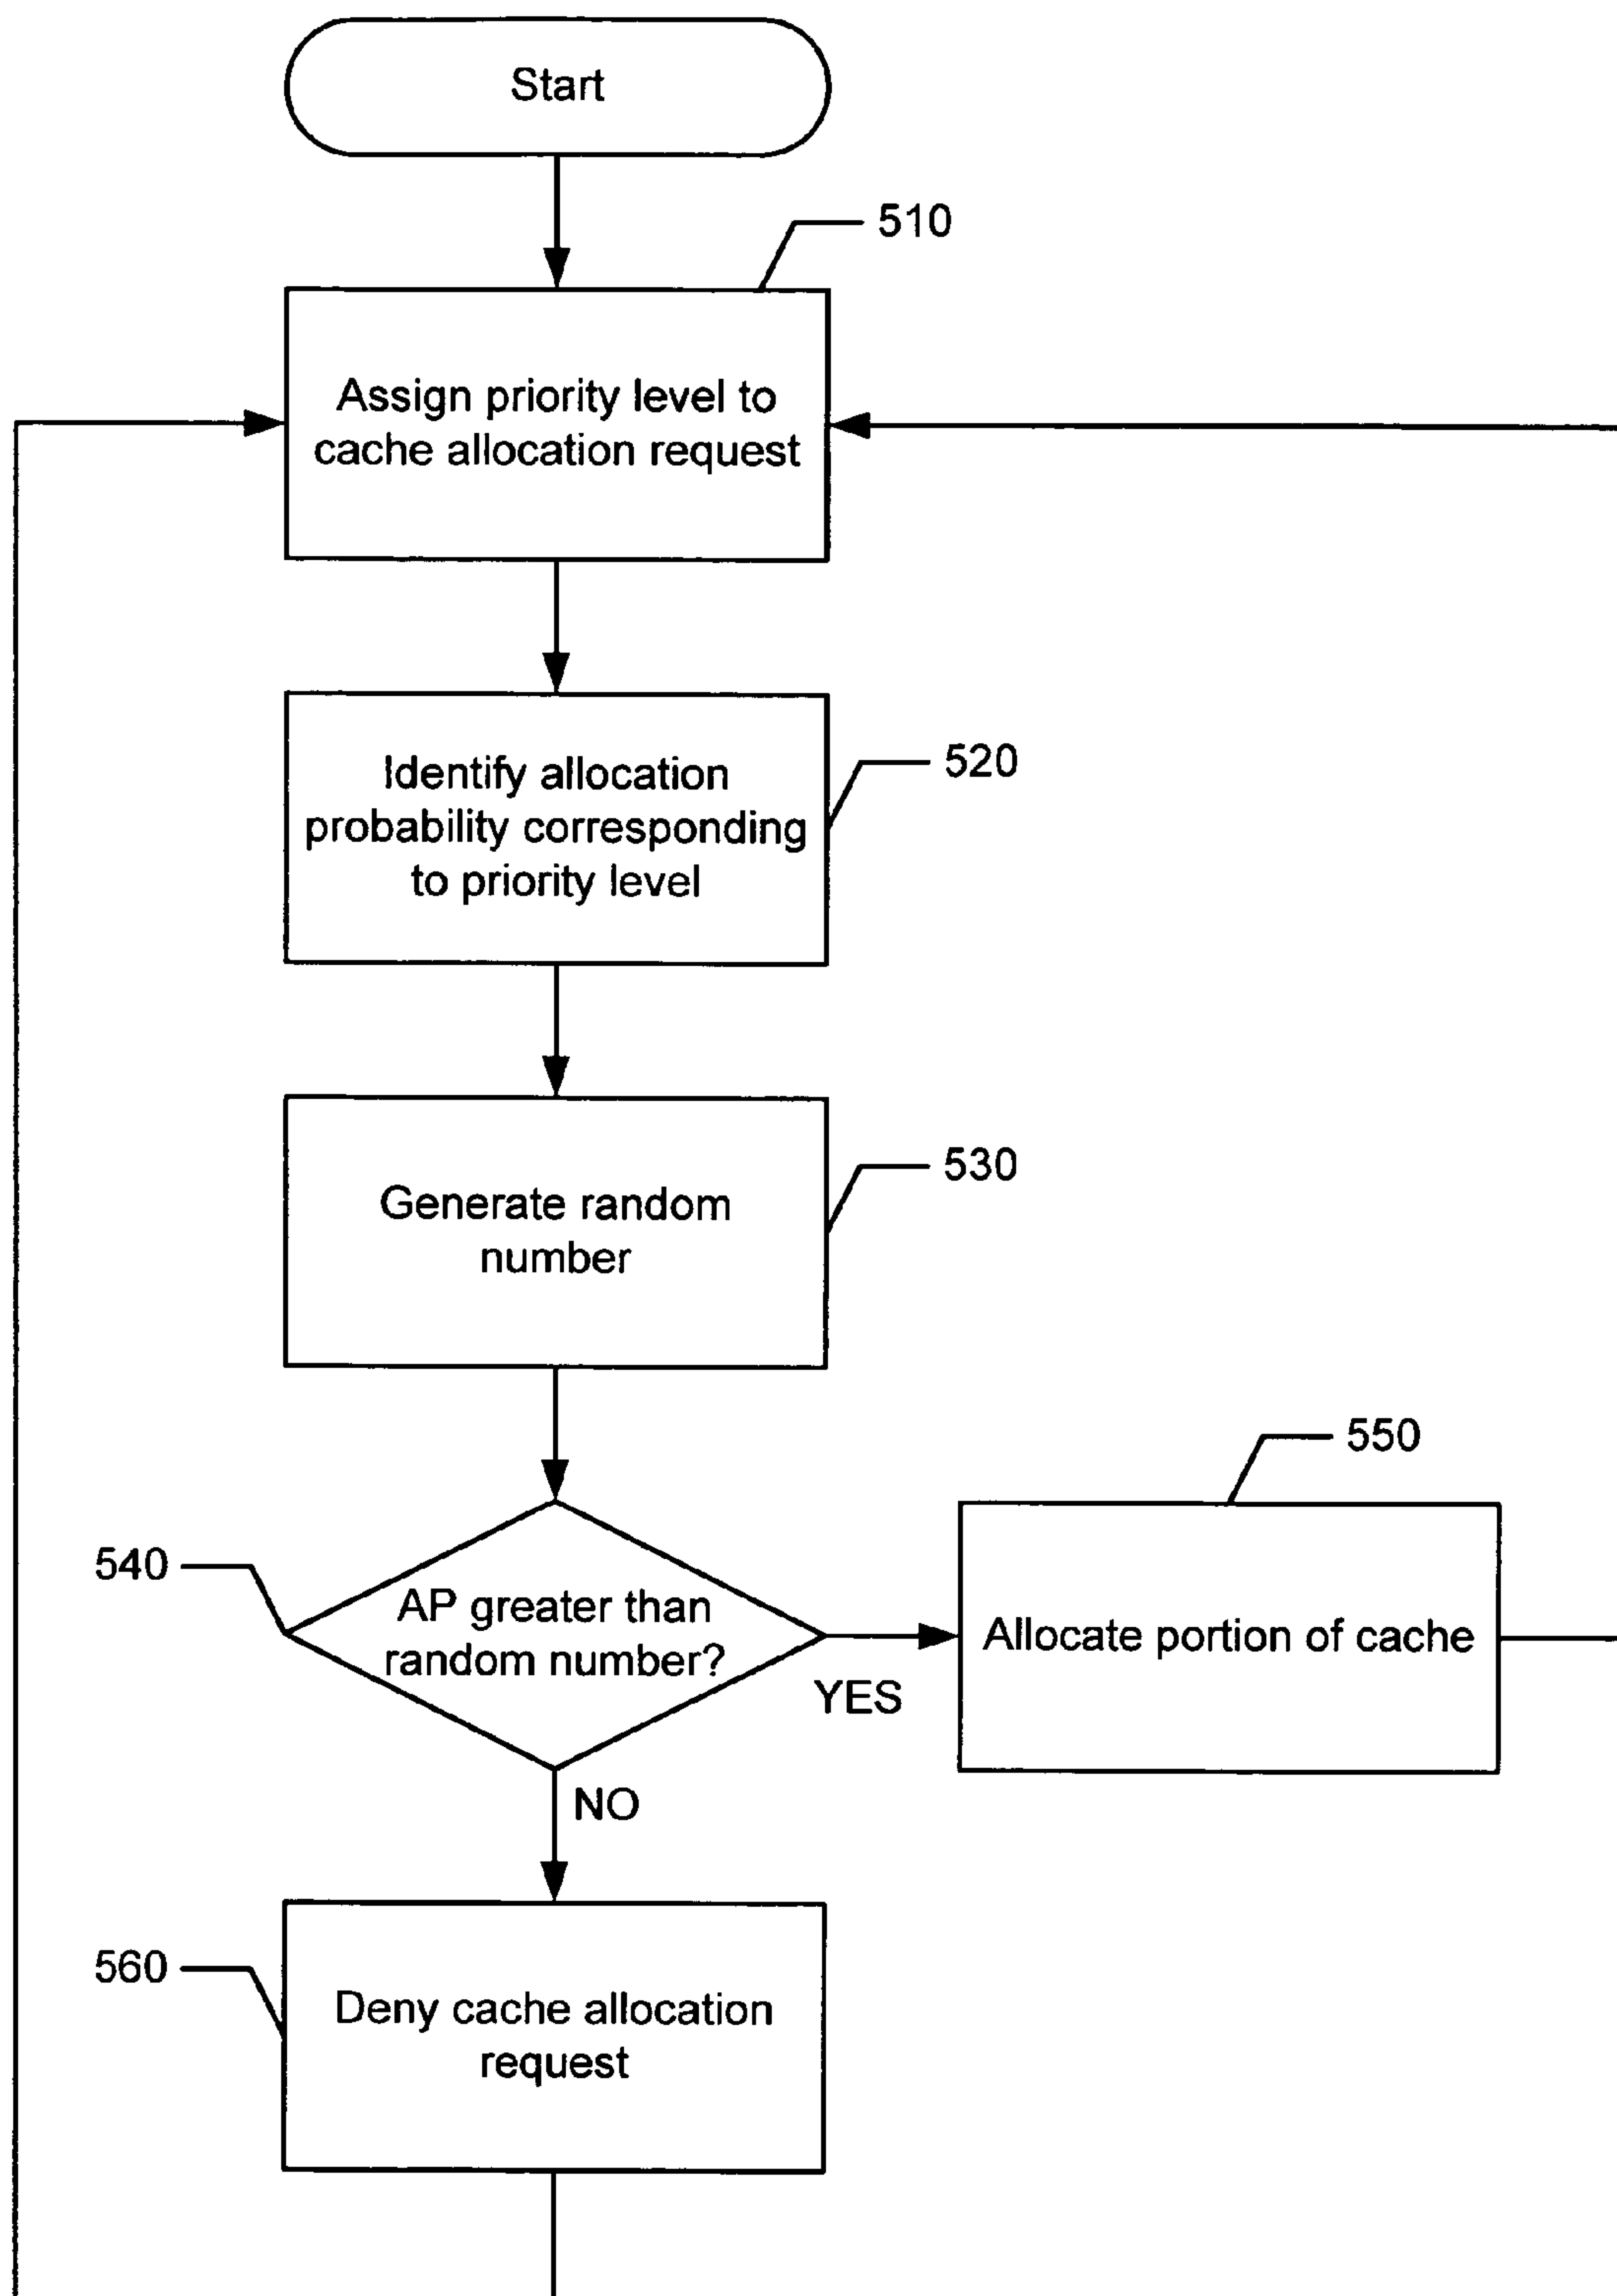 Start
510
Assign priority level to
cache allocation request
520
Identify allocation
probability corresponding
to priority level
530
Generate random
number
540
AP greater than
random number?
YES
550
Allocate portion of cache
NO
560
Deny cache allocation
request